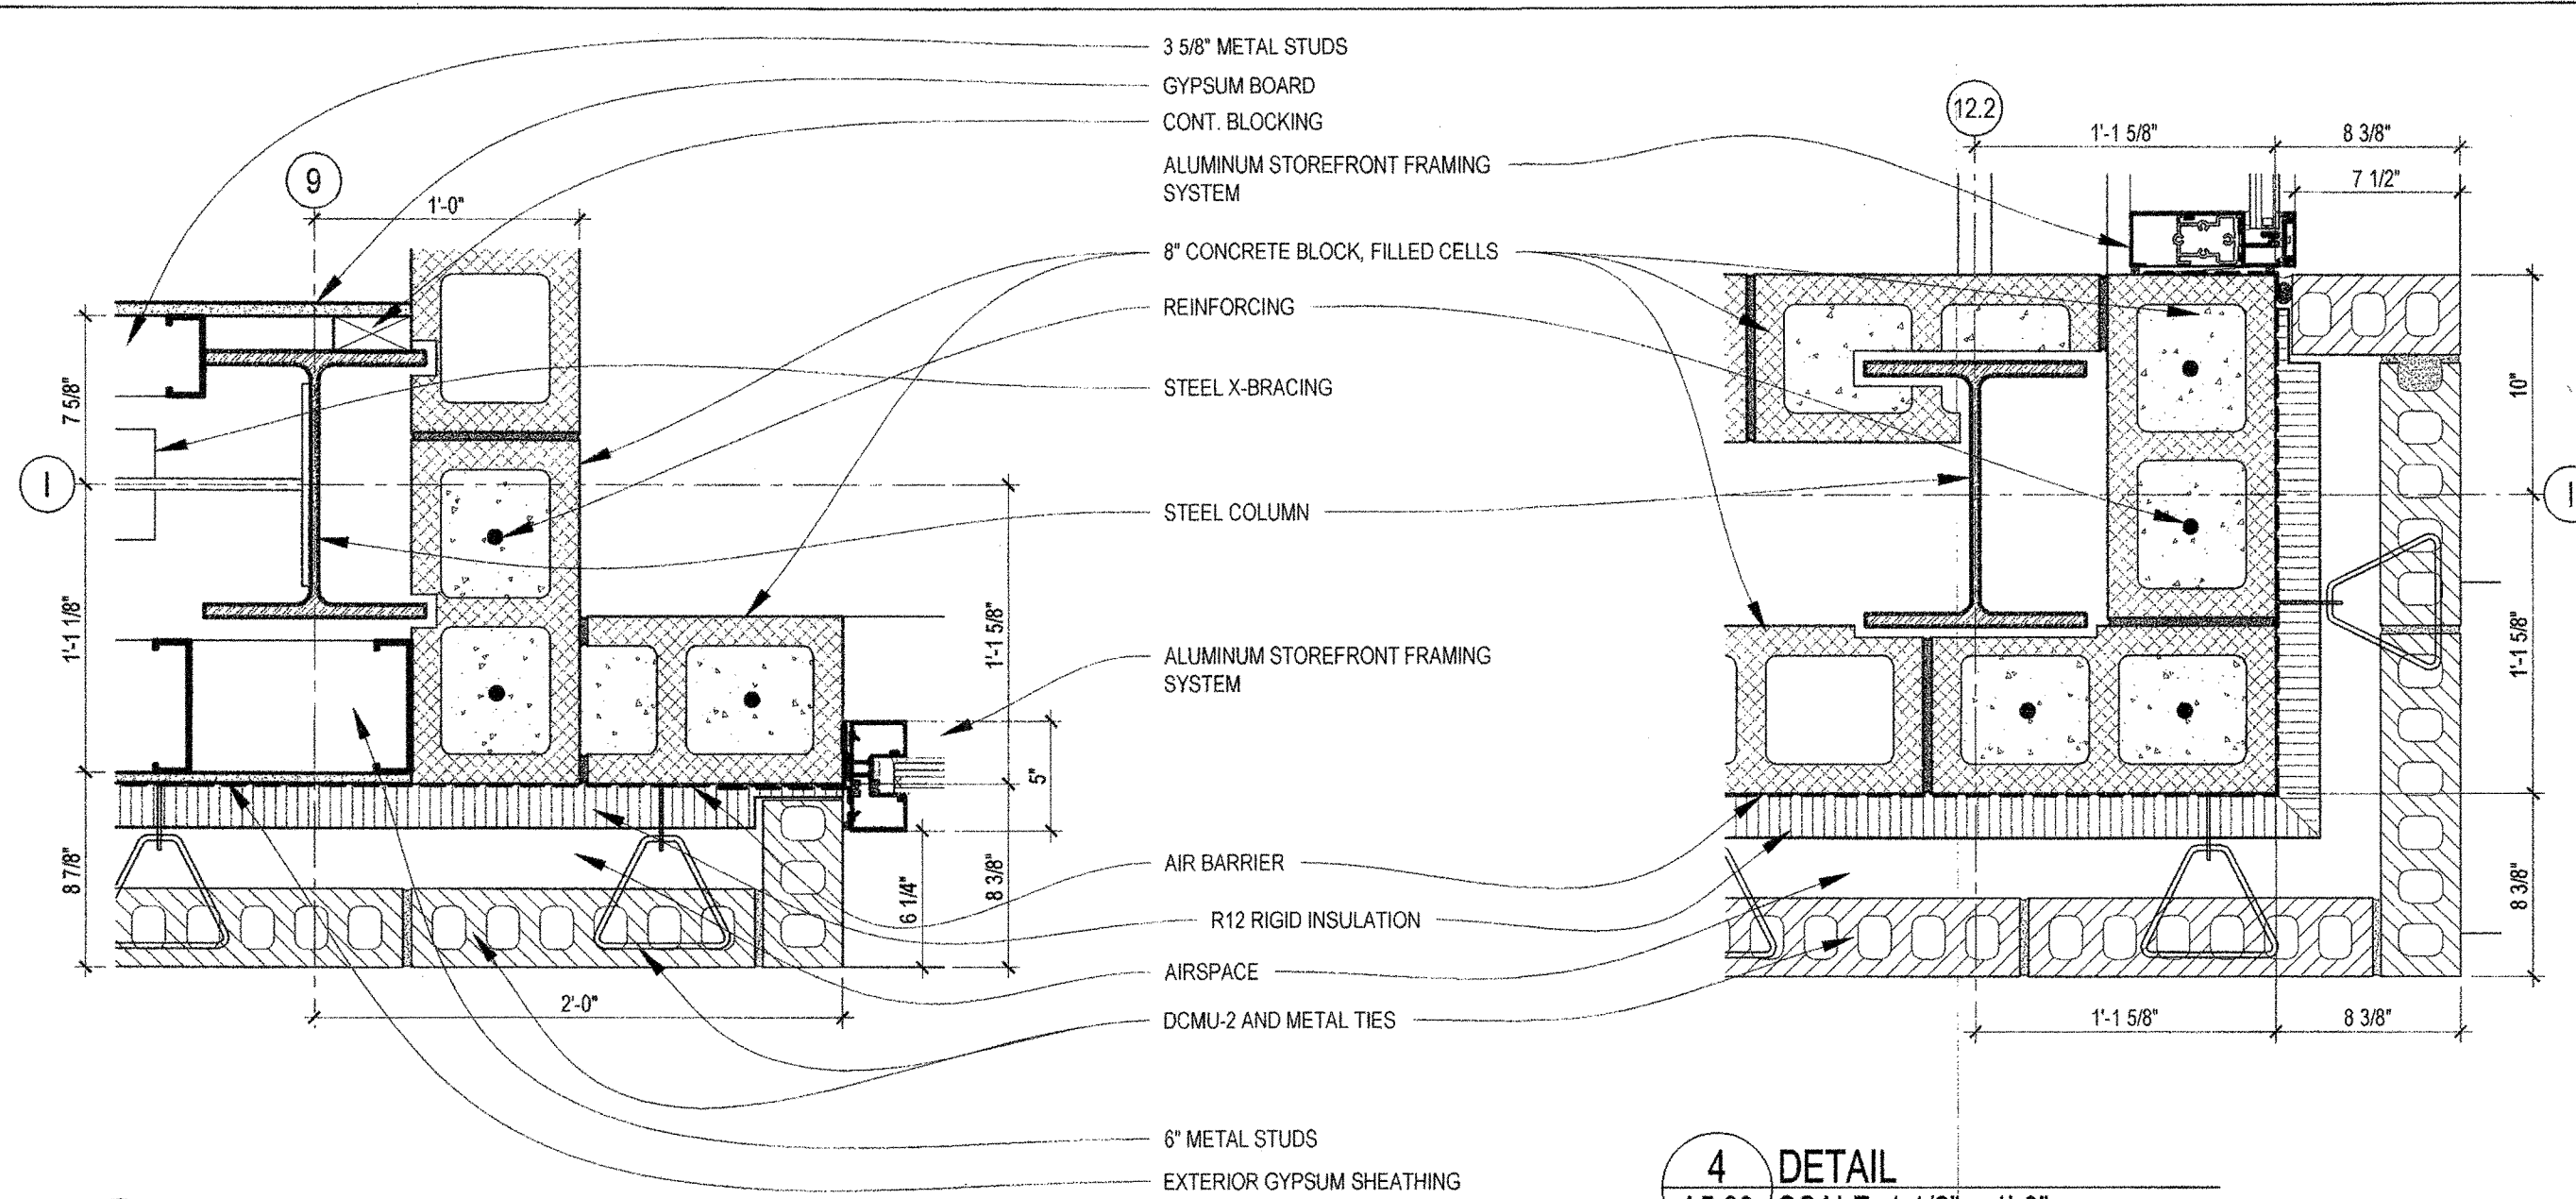 3 5/8" METAL STUDS
GYPSUM BOARD
CONT. BLOCKING
ALUMINUM STOREFRONT FRAMING
SYSTEM
8" CONCRETE BLOCK, FILLED CELLS
REINFORCING
STEEL X-BRACING
STEEL COLUMN
ALUMINUM STOREFRONT FRAMING
SYSTEM
AIR BARRIER
R12 RIGID INSULATION
AIRSPACE
DCMU-2 AND METAL TIES
6" METAL STUDS
EXTERIOR GYPSUM SHEATHING
9
1'-0"
7 5/8"
I
1'-1 1/8"
8 7/8"
1'-1 5/8"
5"
6 1/4"
8 3/8"
2'-0"
12.2
1'-1 5/8"
8 3/8"
7 1/2"
10"
I
1'-1 5/8"
8 3/8"
1'-1 5/8"
8 3/8"
4
DETAIL